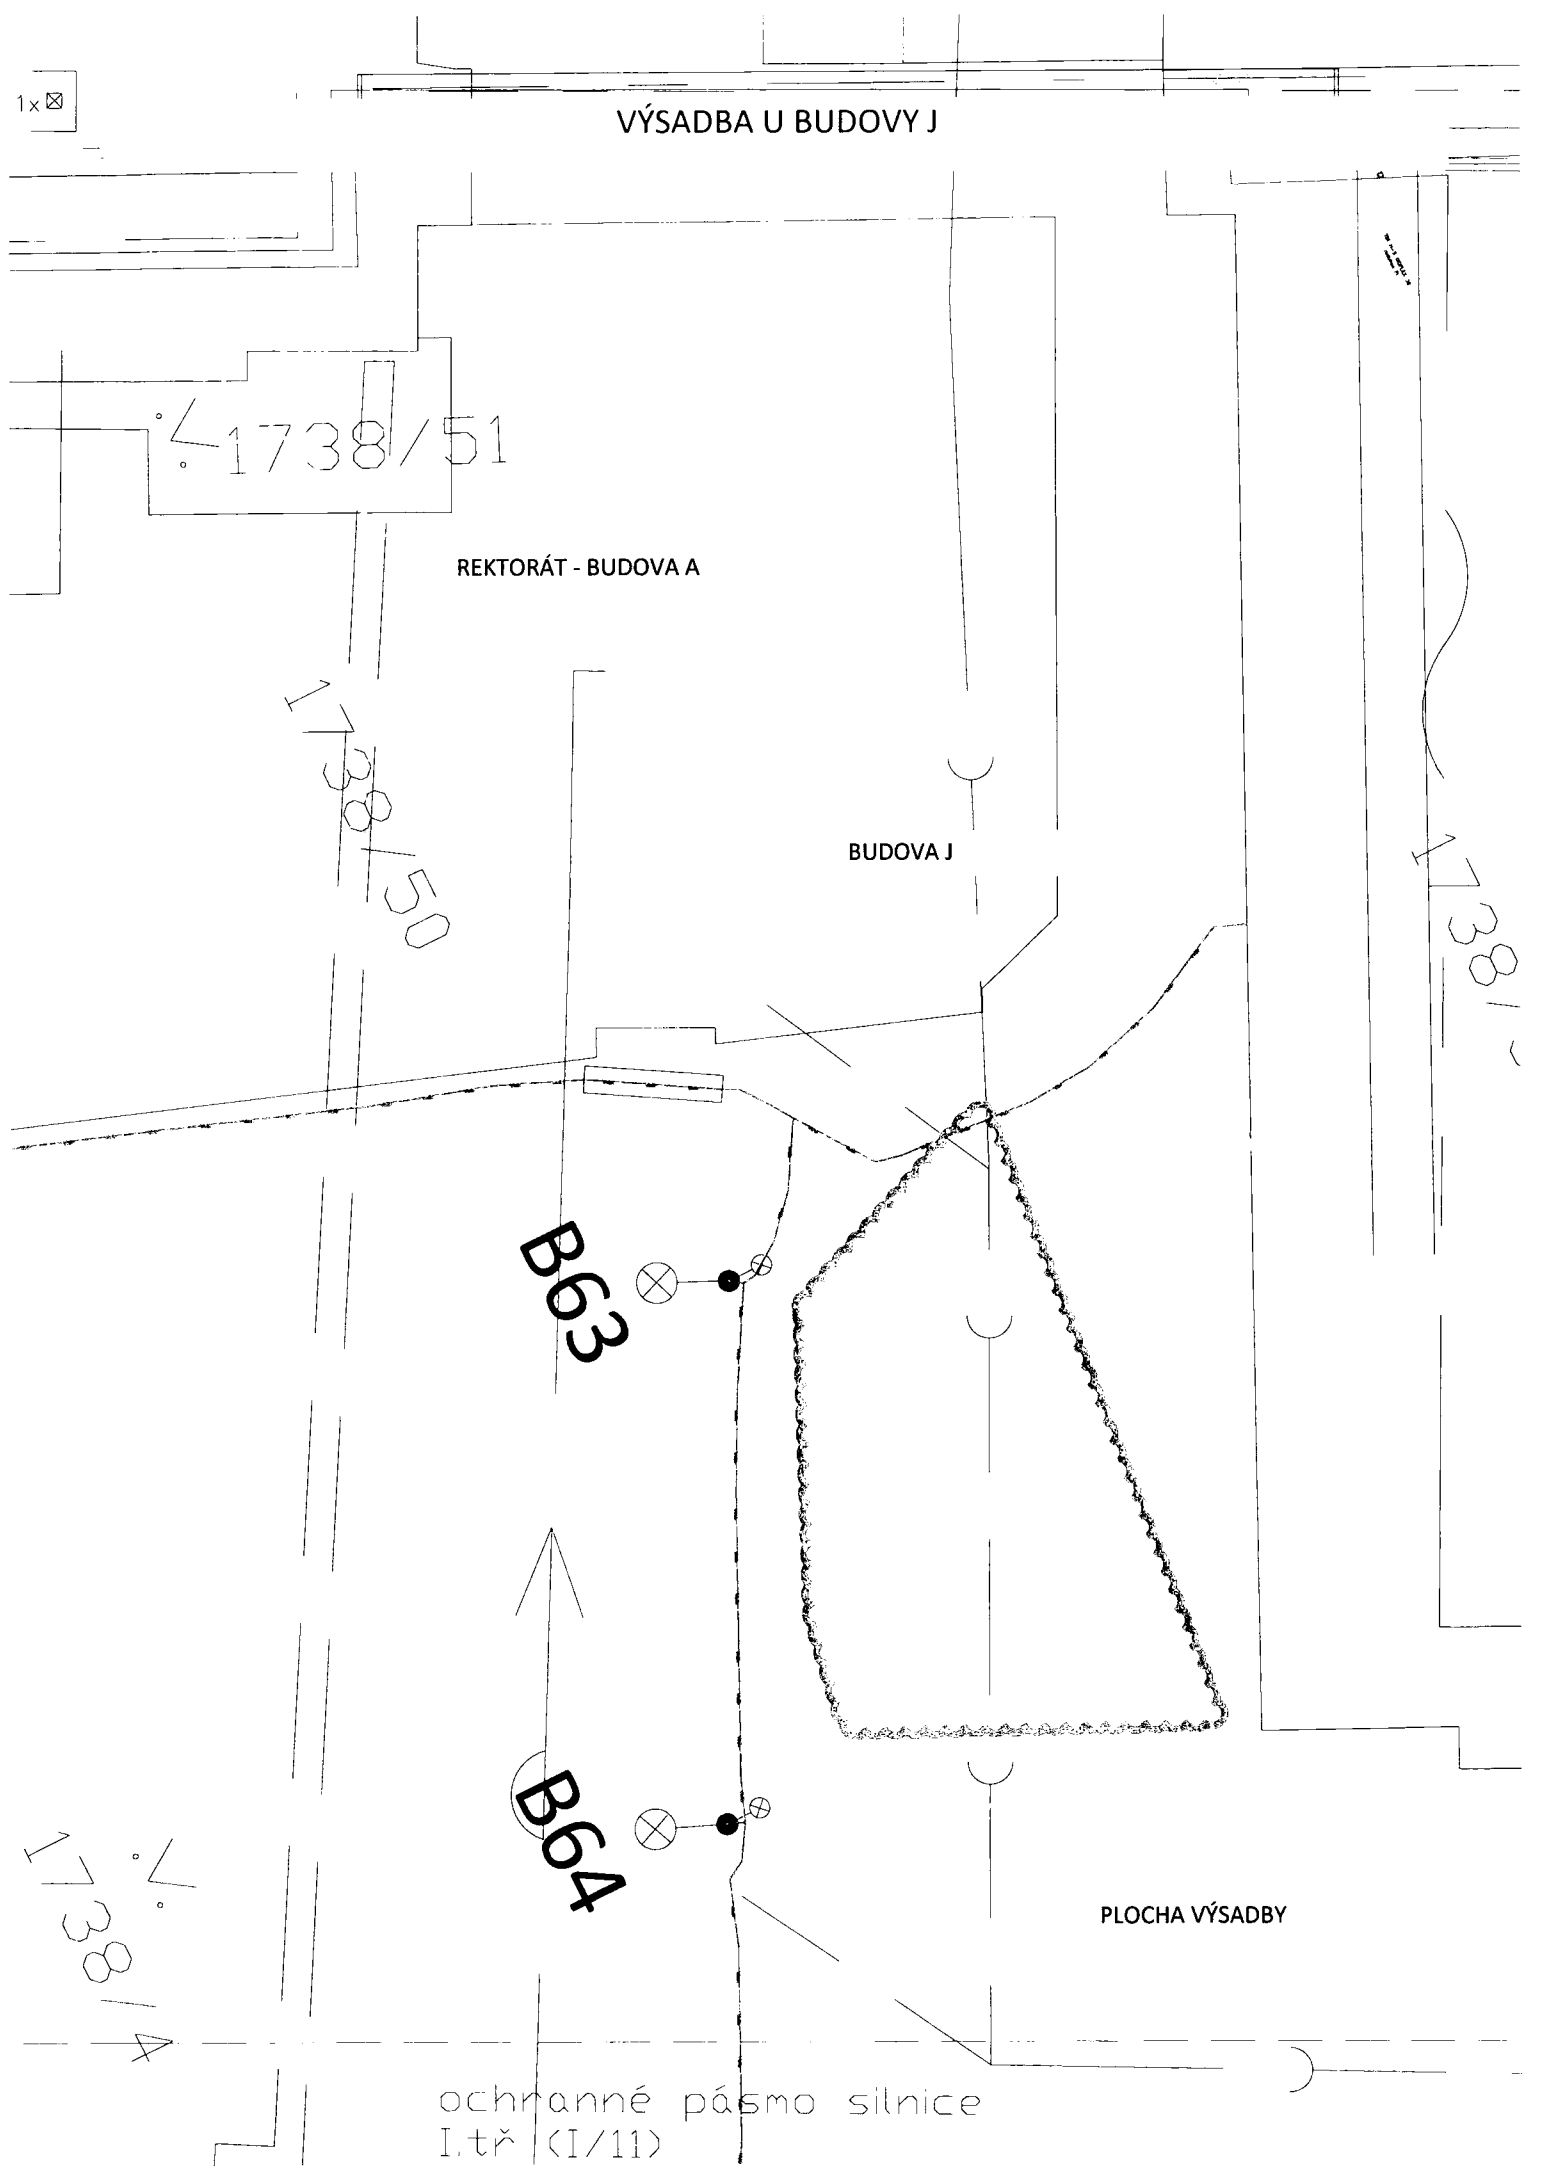 1x
VÝSADBA U BUDOVY J
1738/51
REKTORÁT - BUDOVA A
1738/50
BUDOVA J
1738/
B63
B64
PLOCHA VÝSADBY
1738/4
ochranné pásmo silnice
I.tř (I/11)